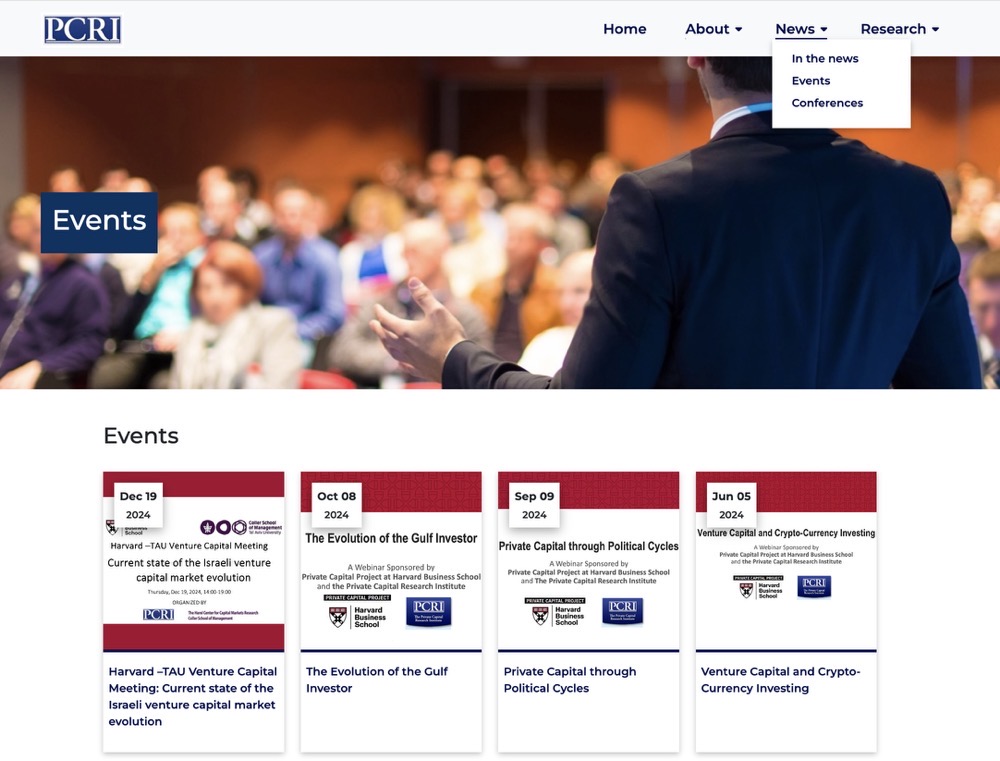 PCRI
Home
About
News
Research
In the news
Events
Conferences
Events
Events
Dec 19
2024
Business
School
Coller School
of Management
Tel Aviv University
Harvard –TAU Venture Capital Meeting
Current state of the Israeli venture
capital market evolution
Thursday, Dec 19, 2024, 14:00-19:00
ORGANIZED BY
PCRI
The Harel Center for Capital Markets Research
Coller School of Management
Harvard –TAU Venture Capital
Meeting: Current state of the
Israeli venture capital market
evolution
Oct 08
2024
The Evolution of the Gulf Investor
A Webinar Sponsored by
Private Capital Project at Harvard Business School
and the Private Capital Research Institute
PRIVATE CAPITAL PROJECT
Harvard
Business
School
PCRI
The Private Capital
Research Institute
The Evolution of the Gulf
Investor
Sep 09
2024
Private Capital through Political Cycles
A Webinar Sponsored by
Private Capital Project at Harvard Business School
and The Private Capital Research Institute
PRIVATE CAPITAL PROJECT
Harvard
Business
School
PCRI
The Private Capital
Research Institute
Private Capital through
Political Cycles
Jun 05
2024
Venture Capital and Crypto-Currency Investing
A Webinar Sponsored by
Private Capital Project at Harvard Business School
and the Private Capital Research Institute
PRIVATE CAPITAL PROJECT
Harvard
Business
School
PCRI
The Private Capital
Research Institute
Venture Capital and Crypto-
Currency Investing